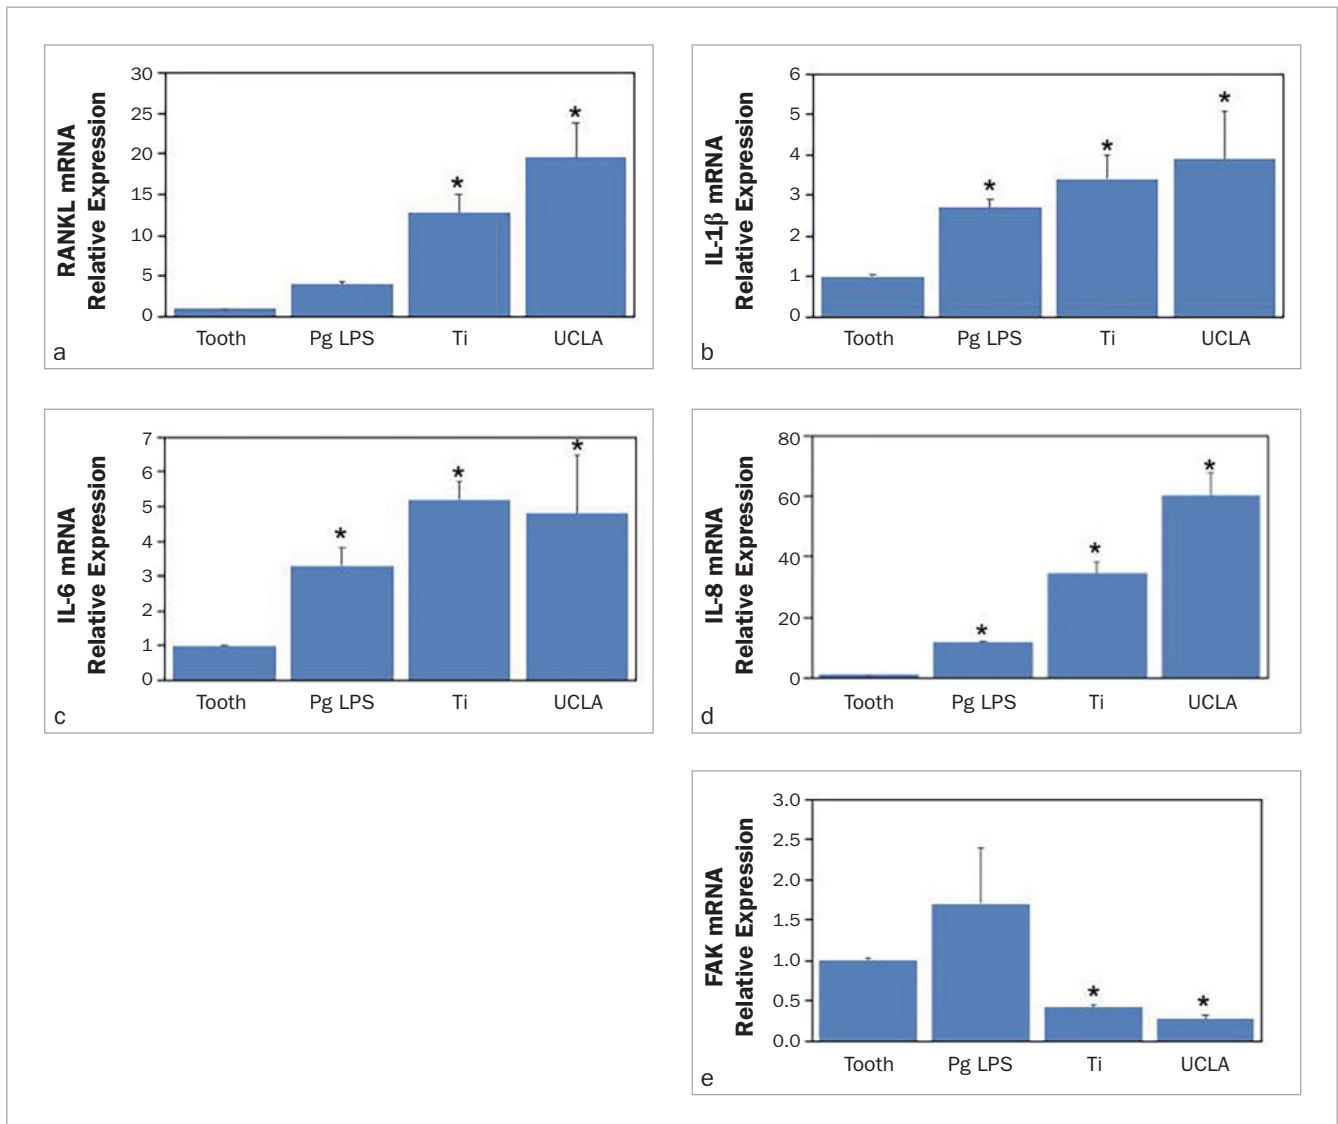 RANKL mRNA
Relative Expression
30
25
20
15
10
5
0
*
*
Tooth Pg LPS Ti UCLA
a
IL-1β mRNA
Relative Expression
6
5
4
3
2
1
0
*
*
*
Tooth Pg LPS Ti UCLA
b
IL-6 mRNA
Relative Expression
7
6
5
4
3
2
1
0
*
*
*
Tooth Pg LPS Ti UCLA
c
IL-8 mRNA
Relative Expression
80
60
40
20
0
*
*
*
Tooth Pg LPS Ti UCLA
d
FAK mRNA
Relative Expression
3.0
2.5
2.0
1.5
1.0
0.5
0.0
*
*
Tooth Pg LPS Ti UCLA
e